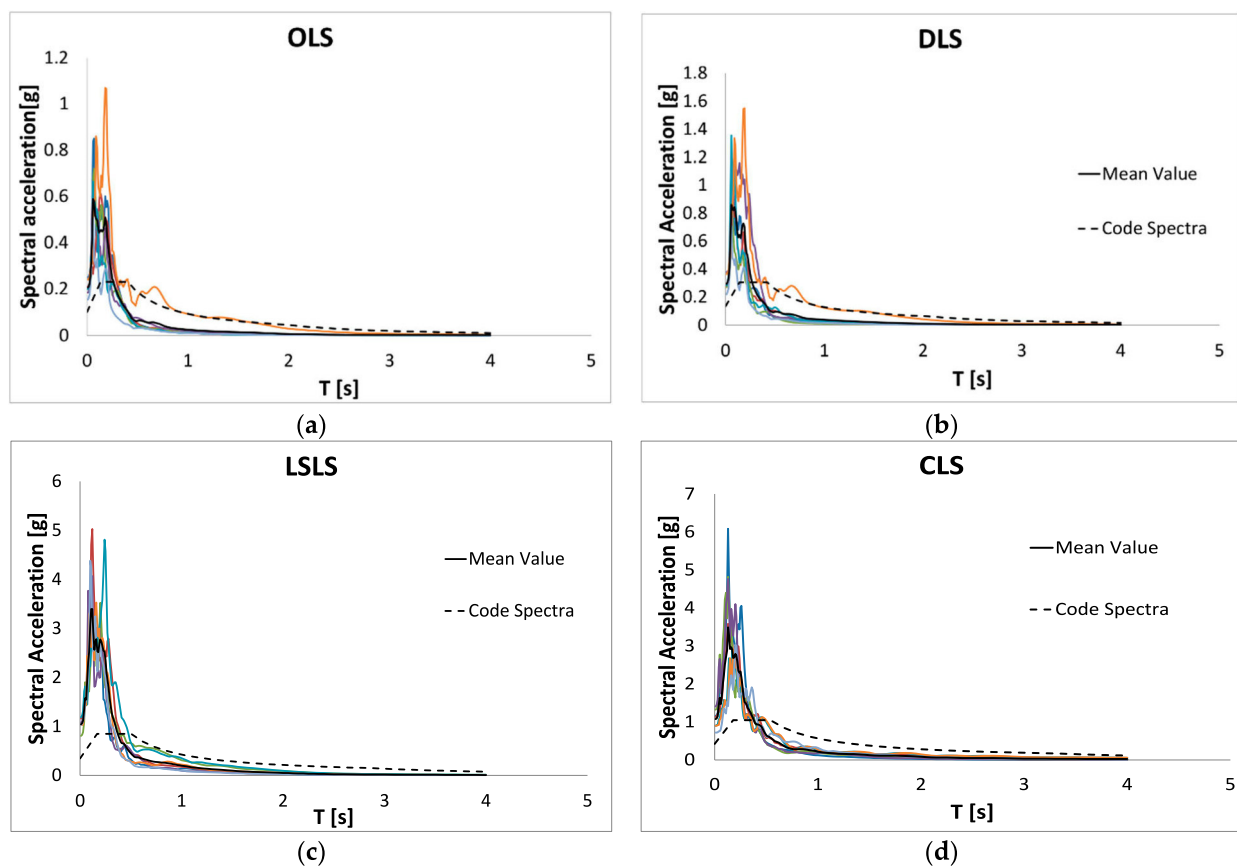 OLS
Spectral acceleration[g]
1.2
1
0.8
0.6
0.4
0.2
0
0 1 2 3 4 5
T [s]
(a)
DLS
Spectral Acceleration [g]
1.8
1.6
1.4
1.2
1
0.8
0.6
0.4
0.2
0
0 1 2 3 4 5
T [s]
Mean Value
Code Spectra
(b)
LSLS
Spectral Acceleration [g]
6
5
4
3
2
1
0
0 1 2 3 4 5
T [s]
Mean Value
Code Spectra
(c)
CLS
Spectral Acceleration [g]
7
6
5
4
3
2
1
0
0 1 2 3 4 5
T [s]
Mean Value
Code Spectra
(d)